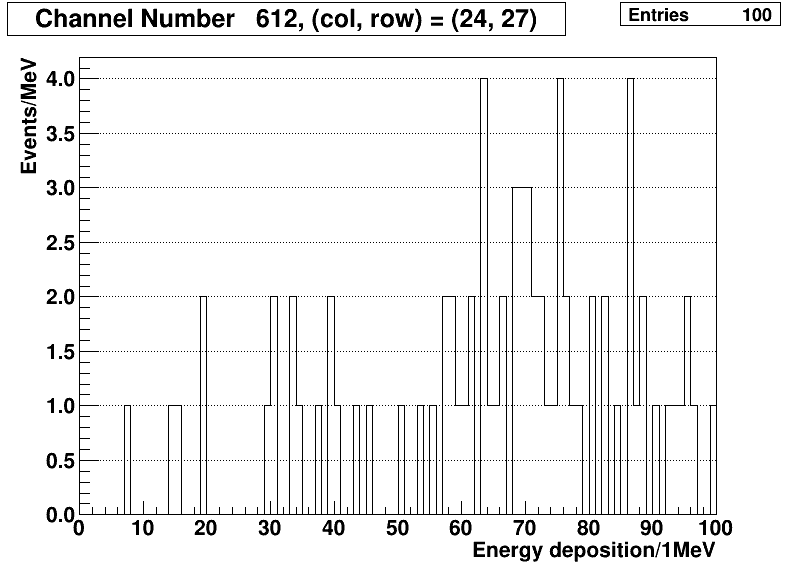 Channel Number 612, (col, row) = (24, 27)
Entries 100
Events/MeV
4.0
3.5
3.0
2.5
2.0
1.5
1.0
0.5
0.0
0 10 20 30 40 50 60 70 80 90 100
Energy deposition/1MeV